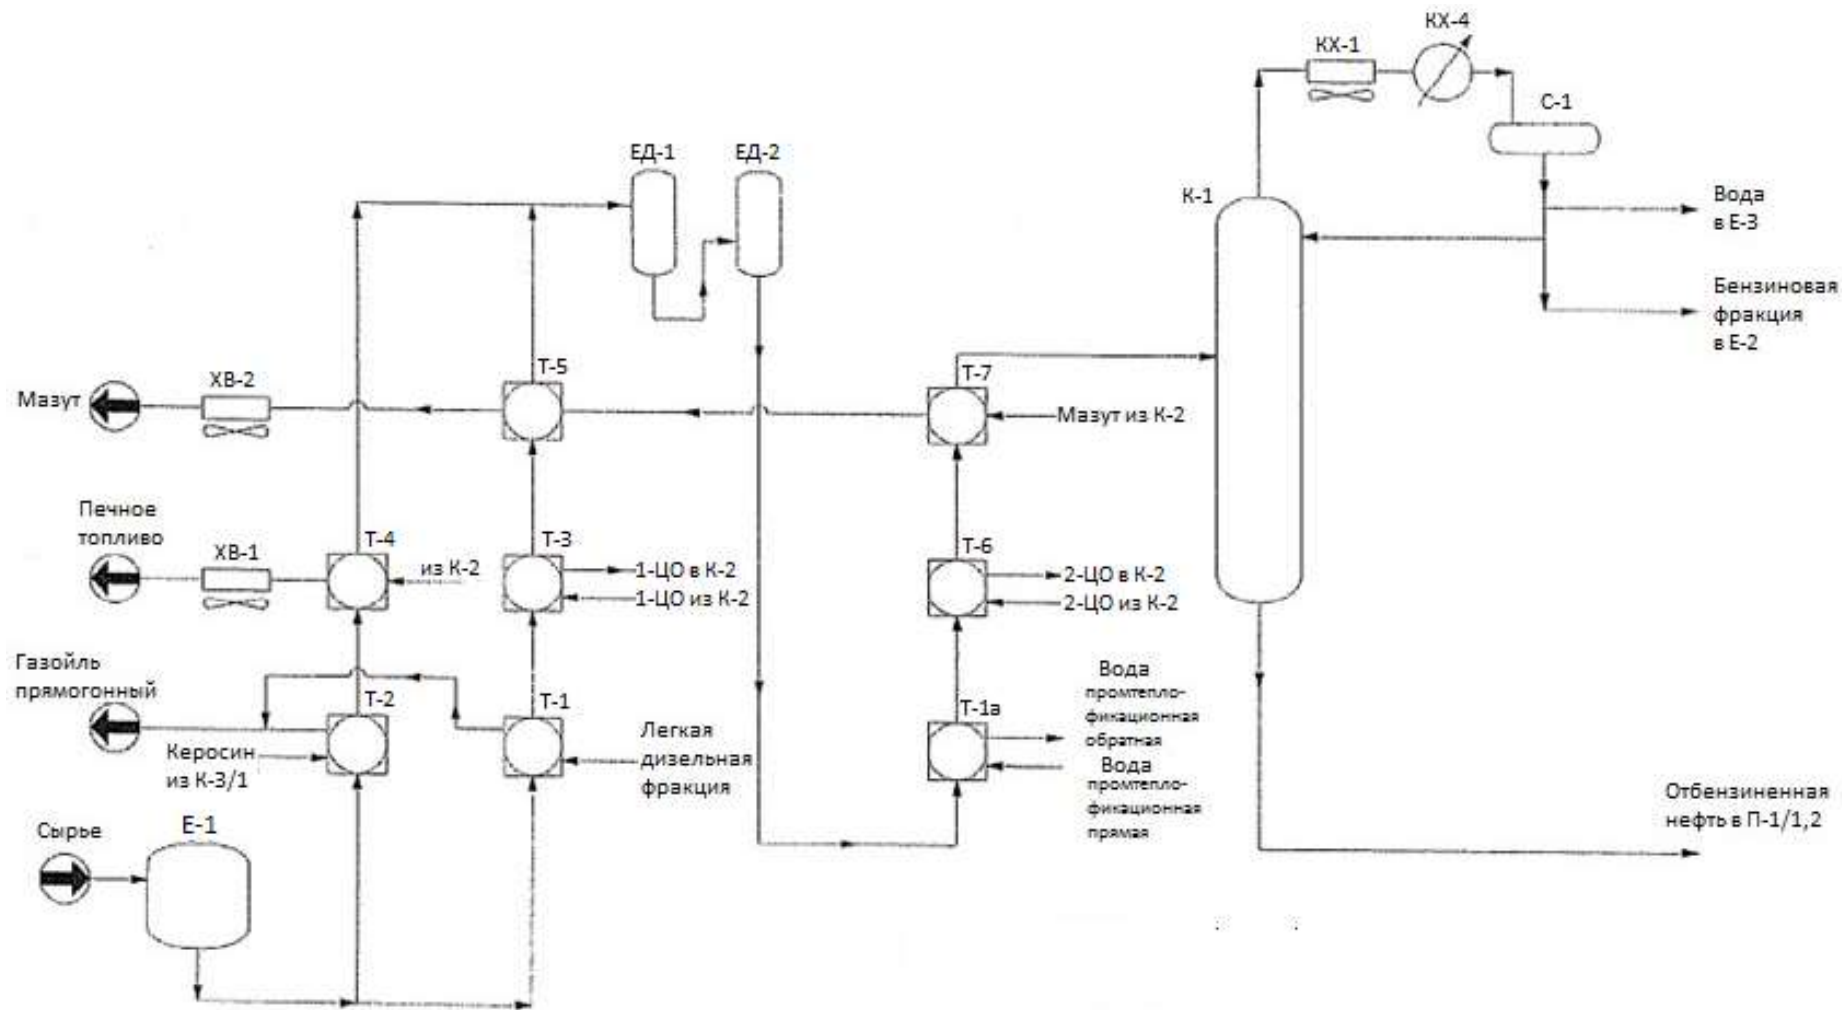 КХ-4
КХ-1
С-1
ЕД-1
ЕД-2
К-1
Вода
в Е-3
Бензиновая
фракция
в Е-2
Т-5
Т-7
ХВ-2
Мазут
Мазут из К-2
Печное
топливо
Т-4
Т-3
Т-6
ХВ-1
из К-2
1-ЦО в К-2
1-ЦО из К-2
2-ЦО в К-2
2-ЦО из К-2
Газойль
прямогонный
Т-2
Т-1
Т-1а
Вода
промтепло-
фикационная
обратная
Керосин
из К-3/1
Легкая
дизельная
фракция
Вода
промтепло-
фикационная
прямая
Сырье
Е-1
Отбензиненная
нефть в П-1/1,2